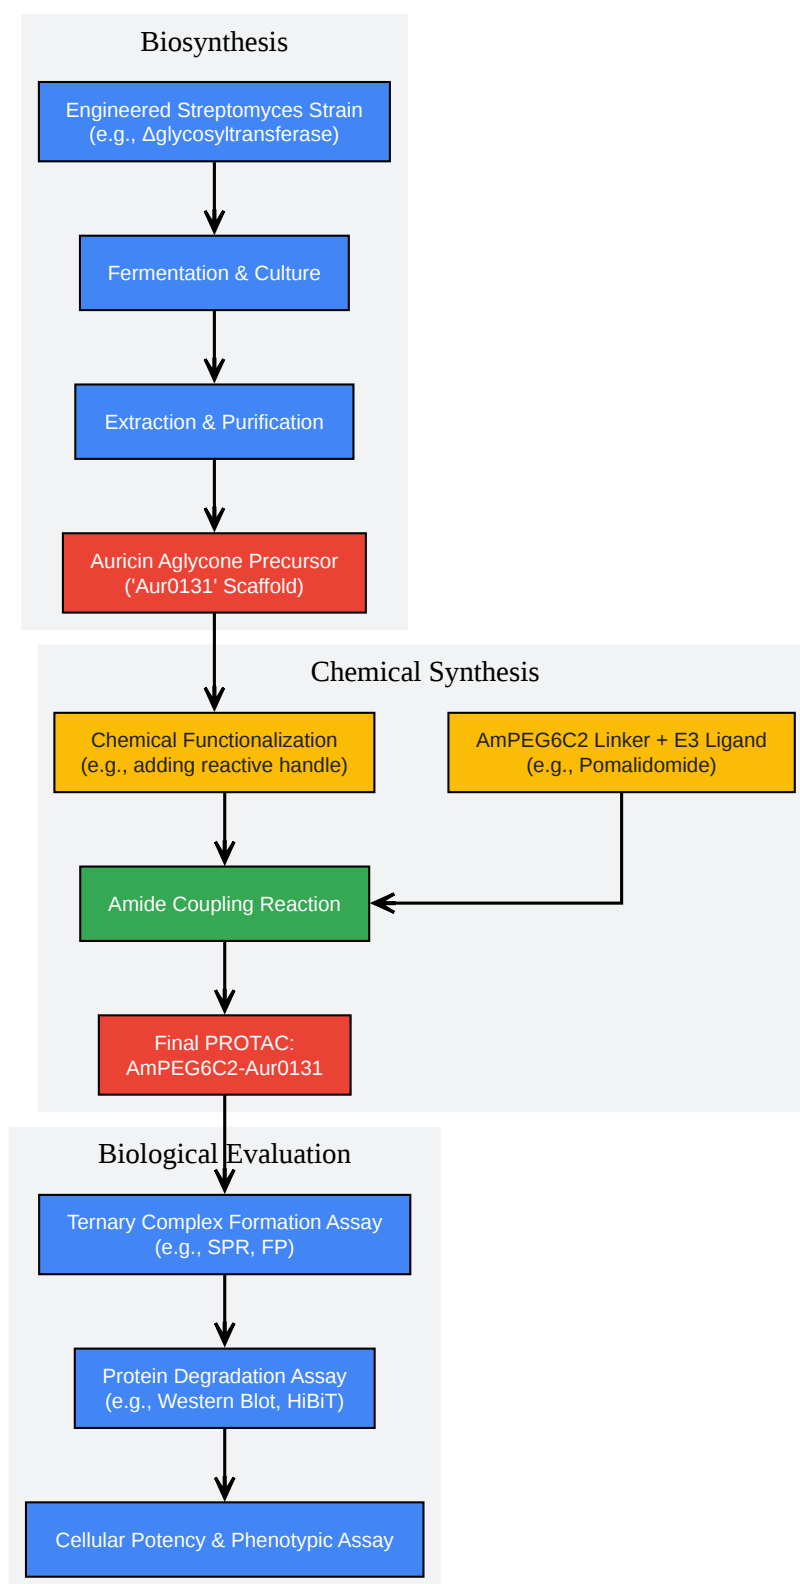 Biosynthesis
Engineered Streptomyces Strain
(e.g., Δglycosyltransferase)
Fermentation & Culture
Extraction & Purification
Auricin Aglycone Precursor
('Aur0131' Scaffold)
Chemical Synthesis
Chemical Functionalization
(e.g., adding reactive handle)
AmPEG6C2 Linker + E3 Ligand
(e.g., Pomalidomide)
Amide Coupling Reaction
Final PROTAC:
AmPEG6C2-Aur0131
Biological Evaluation
Ternary Complex Formation Assay
(e.g., SPR, FP)
Protein Degradation Assay
(e.g., Western Blot, HiBiT)
Cellular Potency & Phenotypic Assay